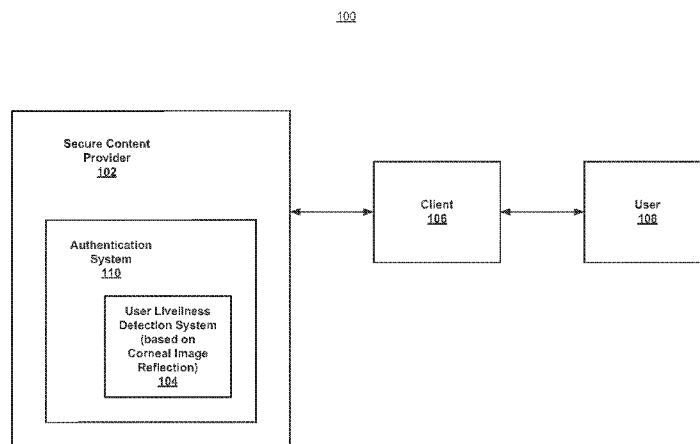 100
Secure Content
Provider
102
Authentication
System
110
User Liveliness
Detection System
(based on
Corneal Image
Reflection)
104
Client
106
User
108